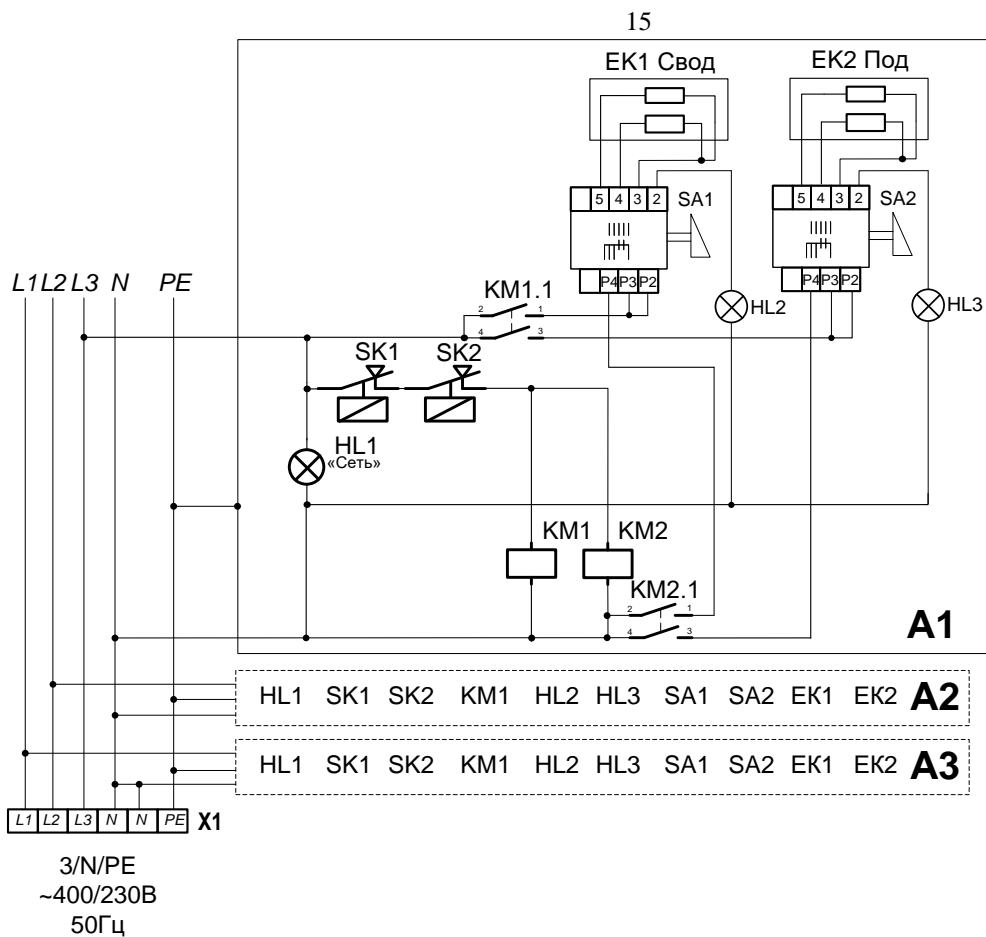 15
EK1 Свод EK2 Под
5 4 3 2 SA1 5 4 3 2 SA2
P4 P3 P2 P4 P3 P2
L1 L2 L3 N PE
KM1.1 HL2 HL3
2 1
4 3
SK1 SK2
HL1
«Сеть»
KM1 KM2
KM2.1
2 1
4 3
A1
HL1 SK1 SK2 KM1 HL2 HL3 SA1 SA2 EK1 EK2 A2
HL1 SK1 SK2 KM1 HL2 HL3 SA1 SA2 EK1 EK2 A3
L1 L2 L3 N N PE X1
3/N/PE
~400/230В
50Гц